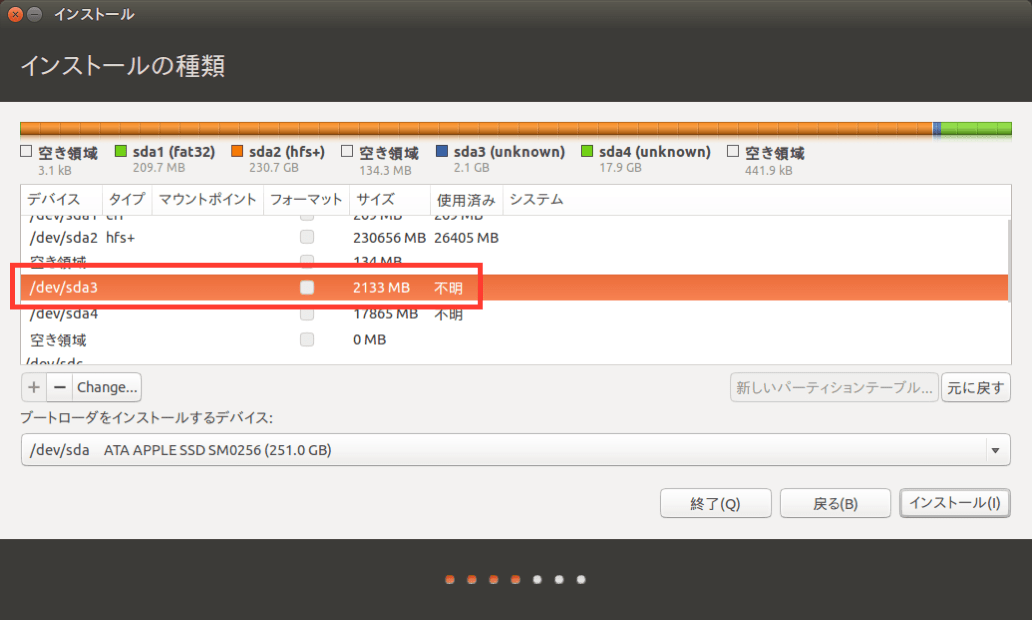 インストール
インストールの種類
空き領域 sda1 (fat32) sda2 (hfs+) 空き領域 sda3 (unknown) sda4 (unknown) 空き領域
3.1 kB 209.7 MB 230.7 GB 134.3 MB 2.1 GB 17.9 GB 441.9 kB
デバイス タイプ マウントポイント フォーマット サイズ 使用済み システム
/dev/sda1 efi 209 MB 209 MB
/dev/sda2 hfs+ 230656 MB 26405 MB
空き領域 134 MB
/dev/sda3 2133 MB 不明
/dev/sda4 17865 MB 不明
空き領域 0 MB
/dev/sdc
+ − Change... 新しいパーティションテーブル... 元に戻す
ブートローダをインストールするデバイス:
/dev/sda ATA APPLE SSD SM0256 (251.0 GB)
終了(Q) 戻る(B) インストール(I)